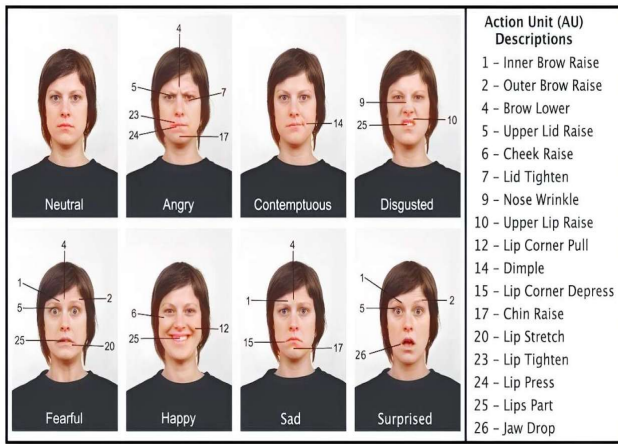 4
5
7
23
24
17
14
9
25
10
Neutral
Angry
Contemptuous
Disgusted
4
1
2
5
25
20
6
12
25
4
1
15
17
1
2
5
26
Fearful
Happy
Sad
Surprised
Action Unit (AU)
Descriptions
1 – Inner Brow Raise
2 – Outer Brow Raise
4 – Brow Lower
5 – Upper Lid Raise
6 – Cheek Raise
7 – Lid Tighten
9 – Nose Wrinkle
10 – Upper Lip Raise
12 – Lip Corner Pull
14 – Dimple
15 – Lip Corner Depress
17 – Chin Raise
20 – Lip Stretch
23 – Lip Tighten
24 – Lip Press
25 – Lips Part
26 – Jaw Drop